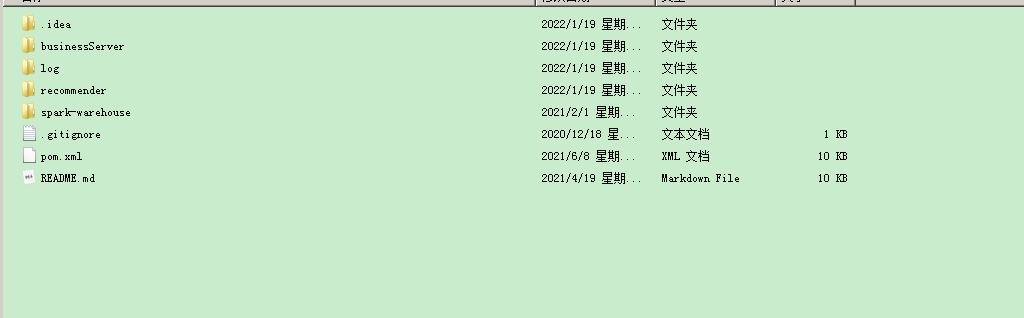 .idea 2022/1/19 星期... 文件夹
businessServer 2022/1/19 星期... 文件夹
log 2022/1/19 星期... 文件夹
recommender 2022/1/19 星期... 文件夹
spark-warehouse 2021/2/1 星期... 文件夹
.gitignore 2020/12/18 星... 文本文档 1 KB
pom.xml 2021/6/8 星期... XML 文档 10 KB
README.md 2021/4/19 星期... Markdown File 10 KB